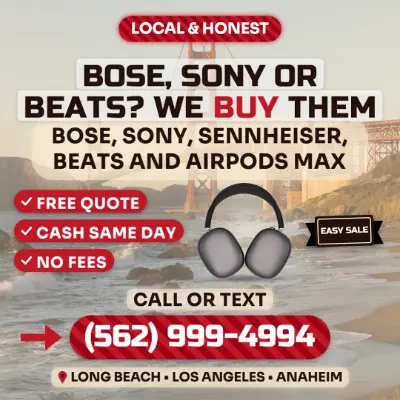 LOCAL & HONEST
BOSE, SONY OR
BEATS? WE BUY THEM
BOSE, SONY, SENNHEISER,
BEATS AND AIRPODS MAX
FREE QUOTE
CASH SAME DAY
NO FEES
EASY SALE
CALL OR TEXT
(562) 999-4994
LONG BEACH • LOS ANGELES • ANAHEIM